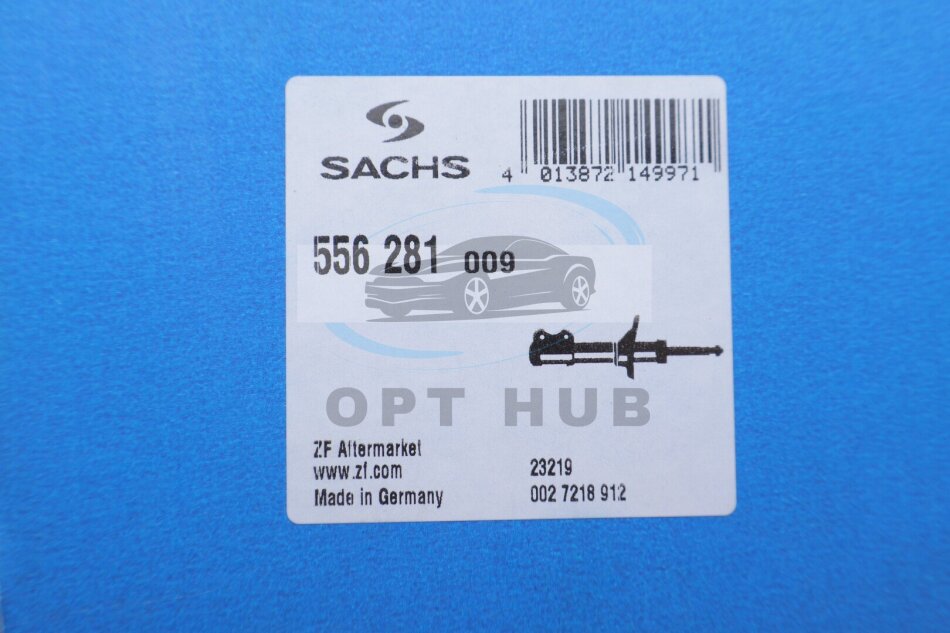 SACHS
4 013872 149971
556 281 009
OPT HUB
ZF Aftermarket
www.zf.com
Made in Germany
23219
002 7218 912